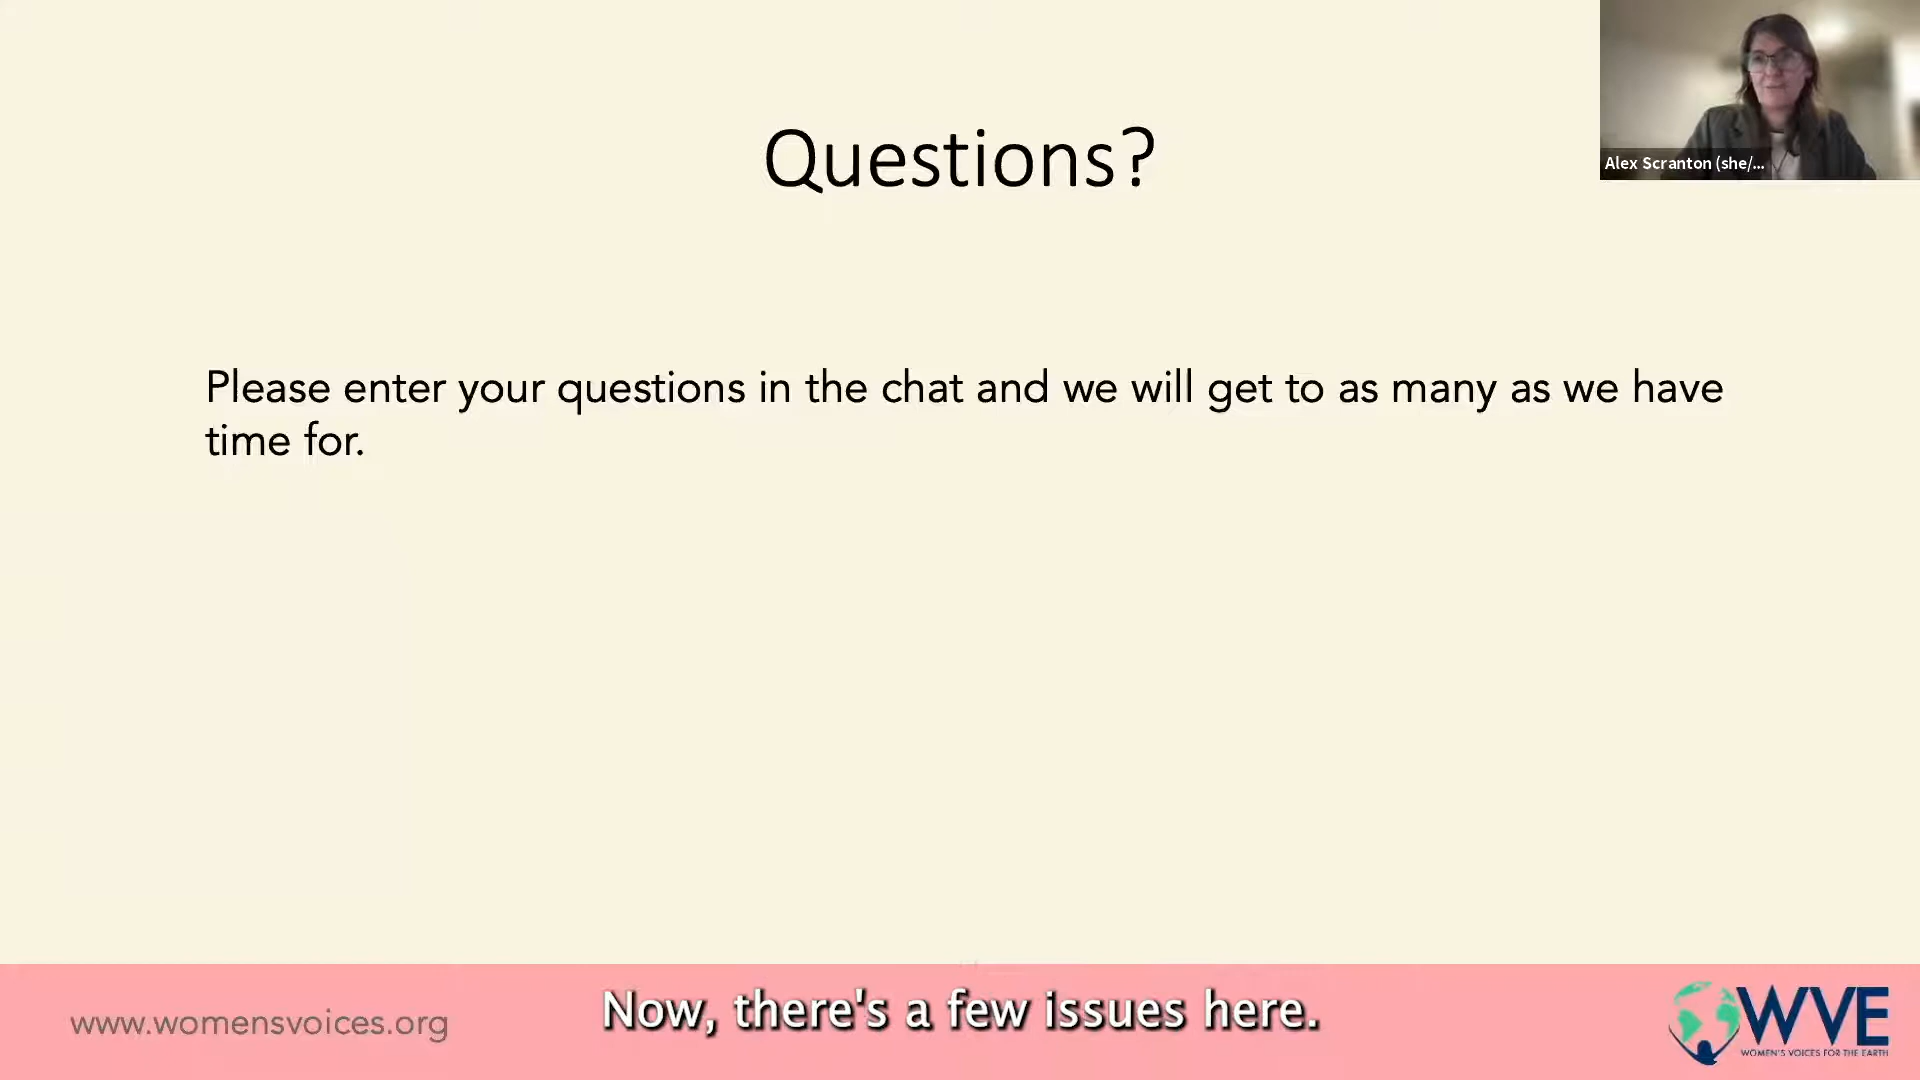 Questions?
Alex Scranton (she/...
Please enter your questions in the chat and we will get to as many as we have
time for.
Now, there's a few issues here.
www.womensvoices.org
WVE
WOMEN'S VOICES FOR THE EARTH